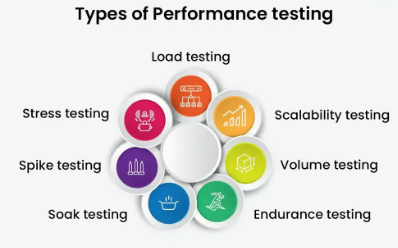 Types of Performance testing
Load testing
Stress testing
Scalability testing
Spike testing
Volume testing
Soak testing
Endurance testing